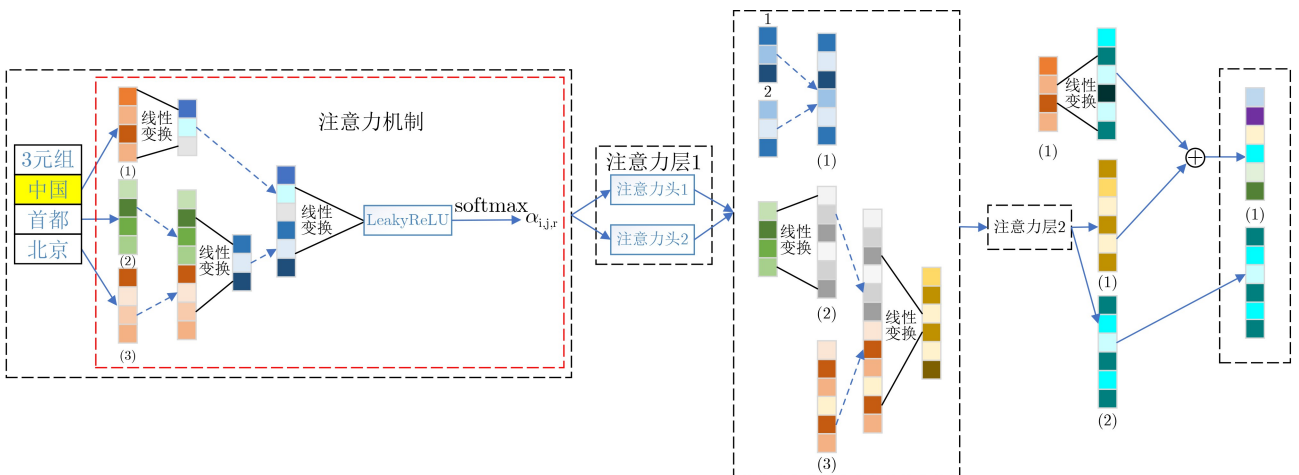 3元组
中国
首都
北京
(1)
线性
变换
(2)
(3)
线性
变换
注意力机制
线性
变换
LeakyReLU
softmax
αi,j,r
注意力层1
注意力头1
注意力头2
1
2
(1)
线性
变换
(2)
(3)
线性
变换
注意力层2
(1)
线性
变换
(1)
(2)
(1)